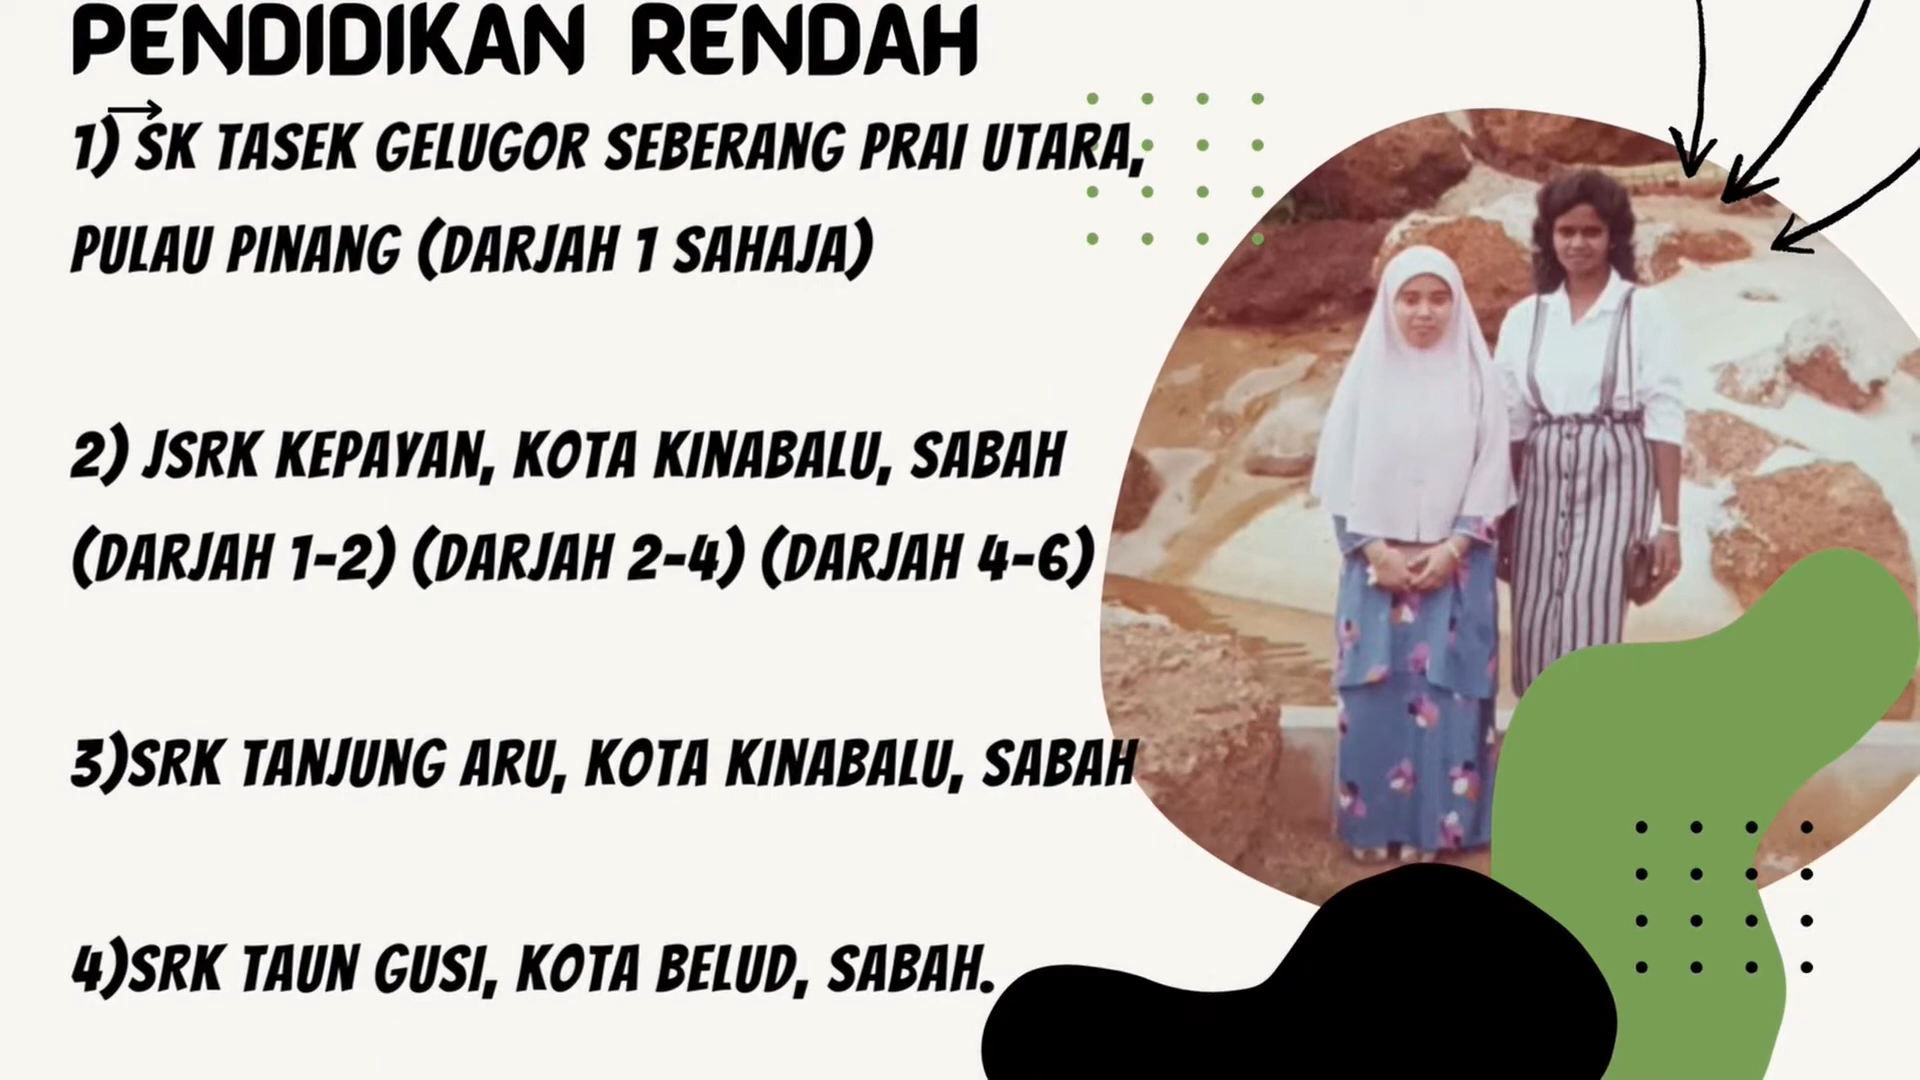 PENDIDIKAN RENDAH
1) SK TASEK GELUGOR SEBERANG PRAI UTARA,
PULAU PINANG (DARJAH 1 SAHAJA)
2) JSRK KEPAYAN, KOTA KINABALU, SABAH
(DARJAH 1-2) (DARJAH 2-4) (DARJAH 4-6)
3)SRK TANJUNG ARU, KOTA KINABALU, SABAH
4)SRK TAUN GUSI, KOTA BELUD, SABAH.